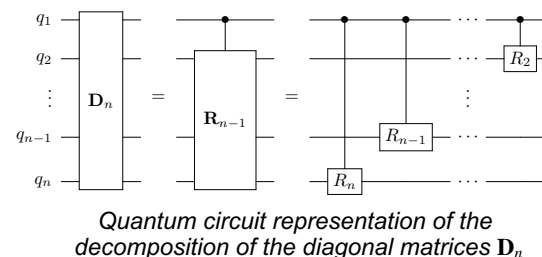 q₁
q₂ R₂
⋮ Dₙ = = ⋮
Rₙ₋₁
qₙ₋₁ Rₙ₋₁ ⋯
qₙ Rₙ ⋯
Quantum circuit representation of the
decomposition of the diagonal matrices Dₙ